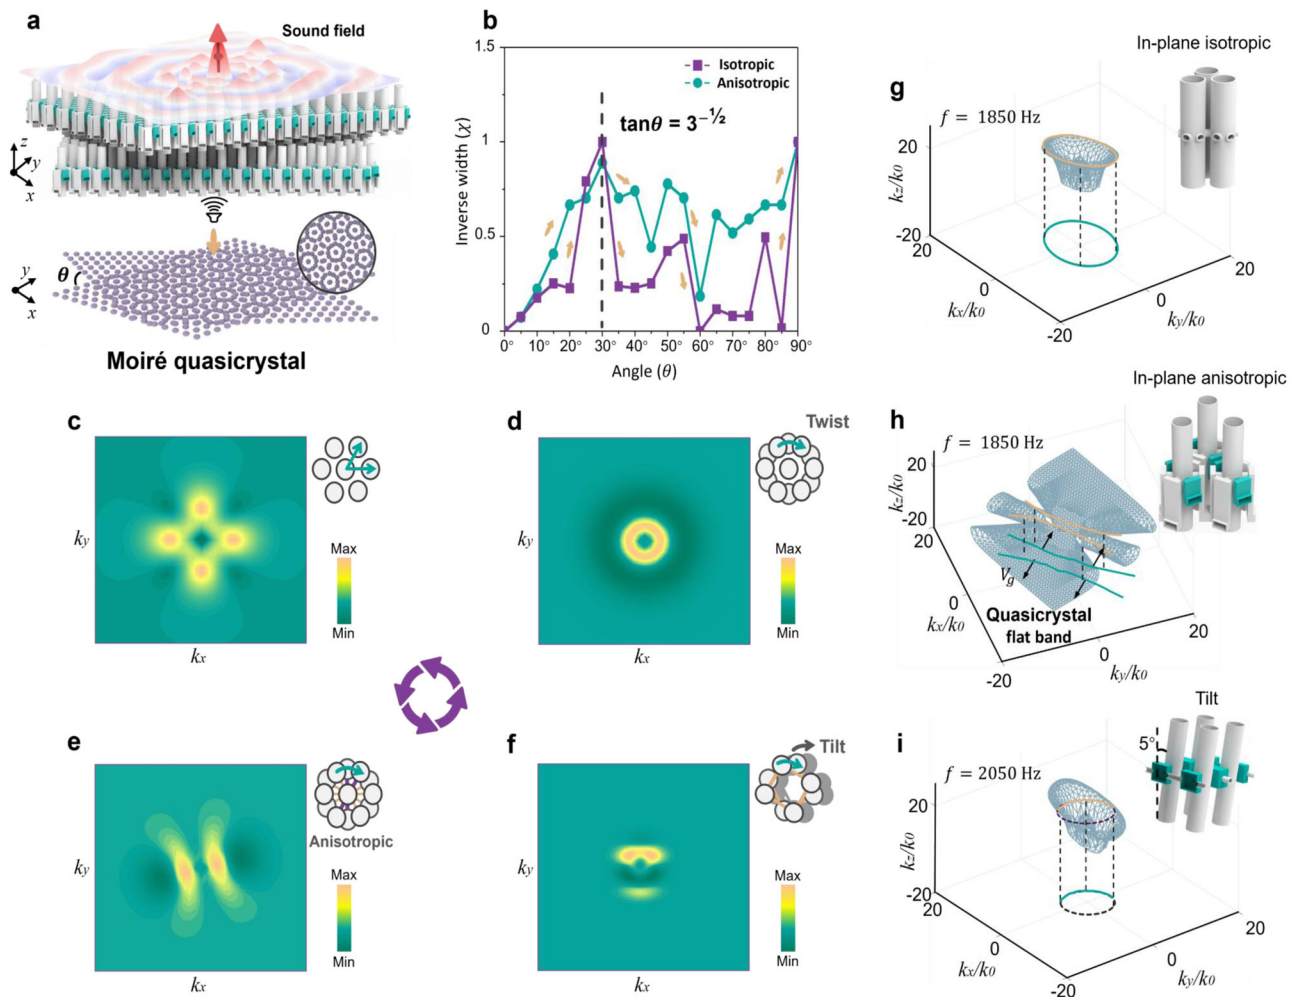 a
Sound field
z
y
x
y
θ
x
Moiré quasicrystal
b
1.5
1
0.5
0
Inverse width (χ)
Isotropic
Anisotropic
tanθ = 3⁻¹ᐟ²
0° 10° 20° 30° 40° 50° 60° 70° 80° 90°
Angle (θ)
c
ky
kx
Max
Min
d
Twist
ky
kx
Max
Min
e
Anisotropic
ky
kx
Max
Min
f
Tilt
ky
kx
Max
Min
g
In-plane isotropic
f = 1850 Hz
20
-20
kz/k0
20
0
-20
kx/k0
0
20
ky/k0
h
In-plane anisotropic
f = 1850 Hz
20
-20
kz/k0
20
0
-20
kx/k0
Vg
Quasicrystal
flat band
0
20
ky/k0
i
Tilt
5°
f = 2050 Hz
20
-20
kz/k0
20
0
-20
kx/k0
0
20
ky/k0